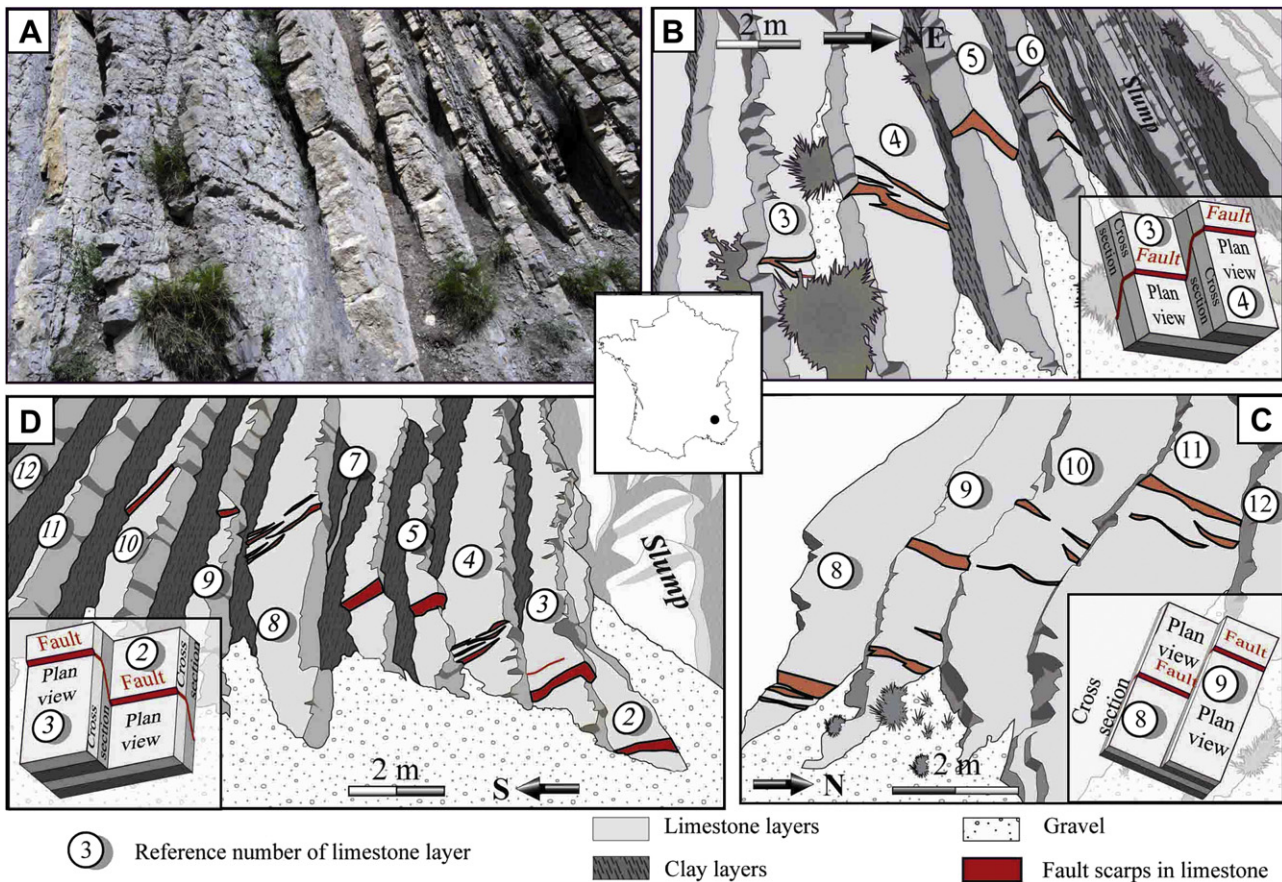 A
B
2 m
NE
5
6
Slump
4
3
3
Fault
Fault
Cross
section
Plan
view
Cross
section
Plan
view
4
D
12
11
10
9
8
7
5
4
3
2
Slump
Fault
2
Fault
Cross
section
Plan
view
3
Cross
section
Plan
view
2 m
S
C
8
9
10
11
12
Plan
view
Fault
Fault
9
Cross
section
8
Plan
view
N
2 m
3 Reference number of limestone layer
Limestone layers
Clay layers
Gravel
Fault scarps in limestone